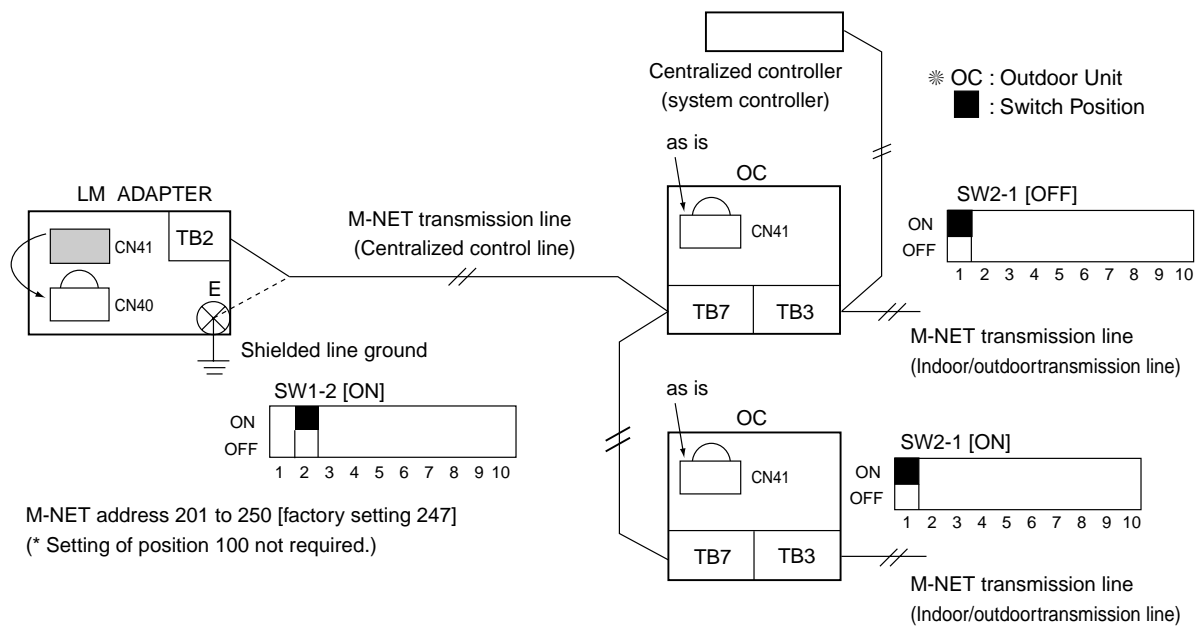 Centralized controller
(system controller)
❊ OC : Outdoor Unit
: Switch Position
as is
OC
CN41
TB7 TB3
LM ADAPTER
CN41
TB2
CN40
E
Shielded line ground
M-NET transmission line
(Centralized control line)
SW2-1 [OFF]
ON
OFF
1 2 3 4 5 6 7 8 9 10
M-NET transmission line
(Indoor/outdoortransmission line)
SW1-2 [ON]
ON
OFF
1 2 3 4 5 6 7 8 9 10
M-NET address 201 to 250 [factory setting 247]
(* Setting of position 100 not required.)
as is
OC
CN41
TB7 TB3
SW2-1 [ON]
ON
OFF
1 2 3 4 5 6 7 8 9 10
M-NET transmission line
(Indoor/outdoortransmission line)